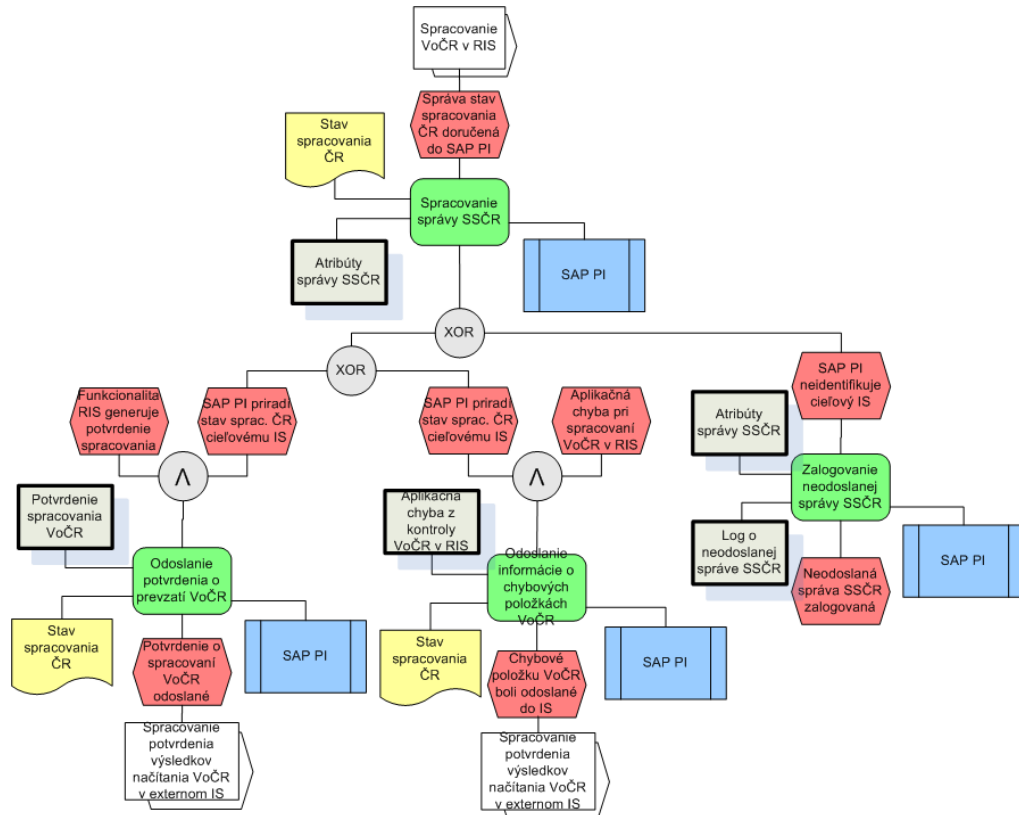 Spracovanie
VoČR v RIS
Správa stav
spracovania
ČR doručená
do SAP PI
Stav
spracovania
ČR
Spracovanie
správy SSČR
Atribúty
správy SSČR
SAP PI
XOR
XOR
Funkcionalita
RIS generuje
potvrdenie
spracovania
SAP PI priradí
stav sprac. ČR
cieľovému IS
SAP PI priradí
stav sprac. ČR
cieľovému IS
Aplikačná
chyba pri
spracovaní
VoČR v RIS
SAP PI
neidentifikuje
cieľový IS
Atribúty
správy SSČR
Λ
Λ
Zalogovanie
neodoslanej
správy SSČR
Potvrdenie
spracovania
VoČR
Aplikačná
chyba z
kontroly
VoČR v RIS
Log o
neodoslanej
správe SSČR
SAP PI
Odoslanie
potvrdenia o
prevzatí VoČR
Odoslanie
informácie o
chybových
položkách
VoČR
Neodoslaná
správa SSČR
zalogovaná
Stav
spracovania
ČR
SAP PI
Stav
spracovania
ČR
SAP PI
Potvrdenie o
spracovaní
VoČR
odoslané
Chybové
položku VoČR
boli odoslané
do IS
Spracovanie
potvrdenia
výsledkov
načítania VoČR
v externom IS
Spracovanie
potvrdenia
výsledkov
načítania VoČR
v externom IS